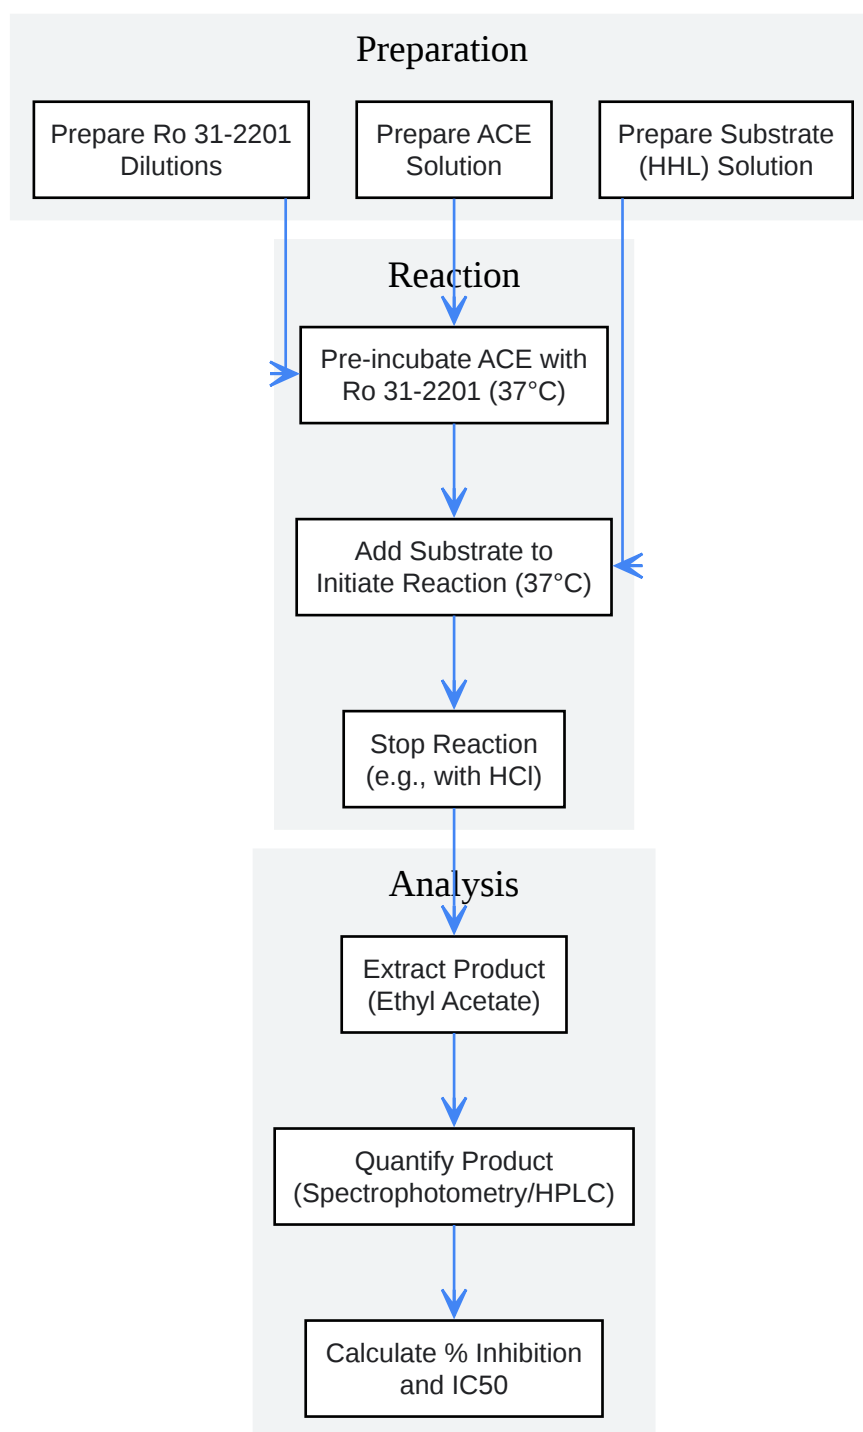 Preparation
Prepare Ro 31-2201
Dilutions
Prepare ACE
Solution
Prepare Substrate
(HHL) Solution
Reaction
Pre-incubate ACE with
Ro 31-2201 (37°C)
Add Substrate to
Initiate Reaction (37°C)
Stop Reaction
(e.g., with HCl)
Analysis
Extract Product
(Ethyl Acetate)
Quantify Product
(Spectrophotometry/HPLC)
Calculate % Inhibition
and IC50